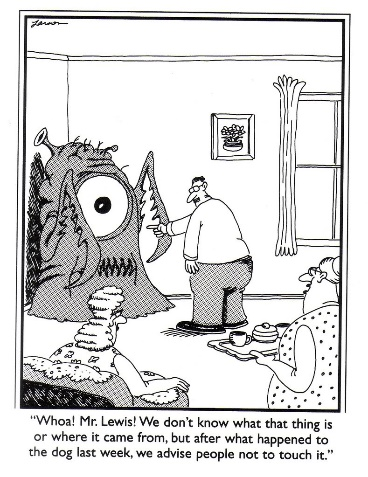 Larson
"Whoa! Mr. Lewis! We don't know what that thing is
or where it came from, but after what happened to
the dog last week, we advise people not to touch it."